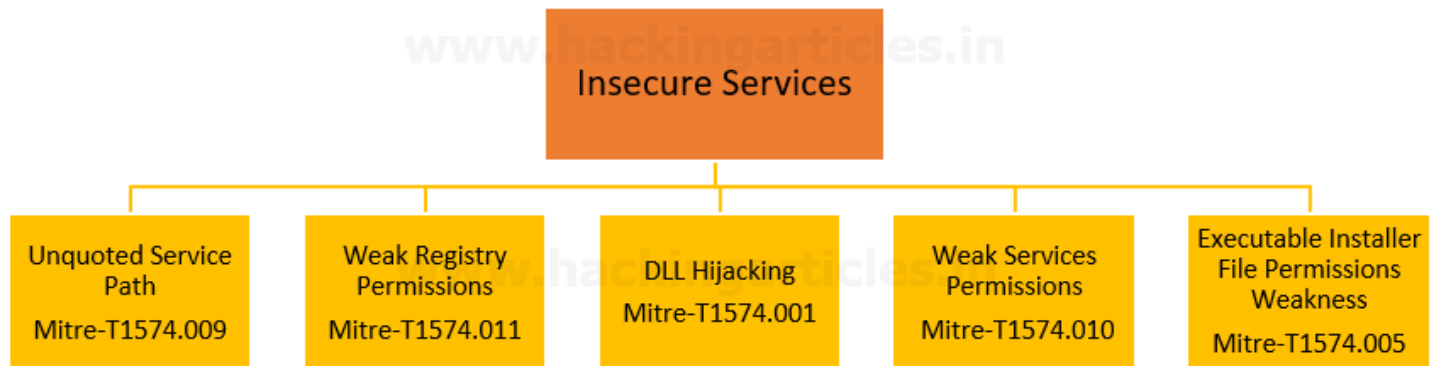 www.hackingarticles.in
Insecure Services
Unquoted Service
Path
Mitre-T1574.009
Weak Registry
Permissions
Mitre-T1574.011
DLL Hijacking
Mitre-T1574.001
Weak Services
Permissions
Mitre-T1574.010
Executable Installer
File Permissions
Weakness
Mitre-T1574.005
www.hackingarticles.in